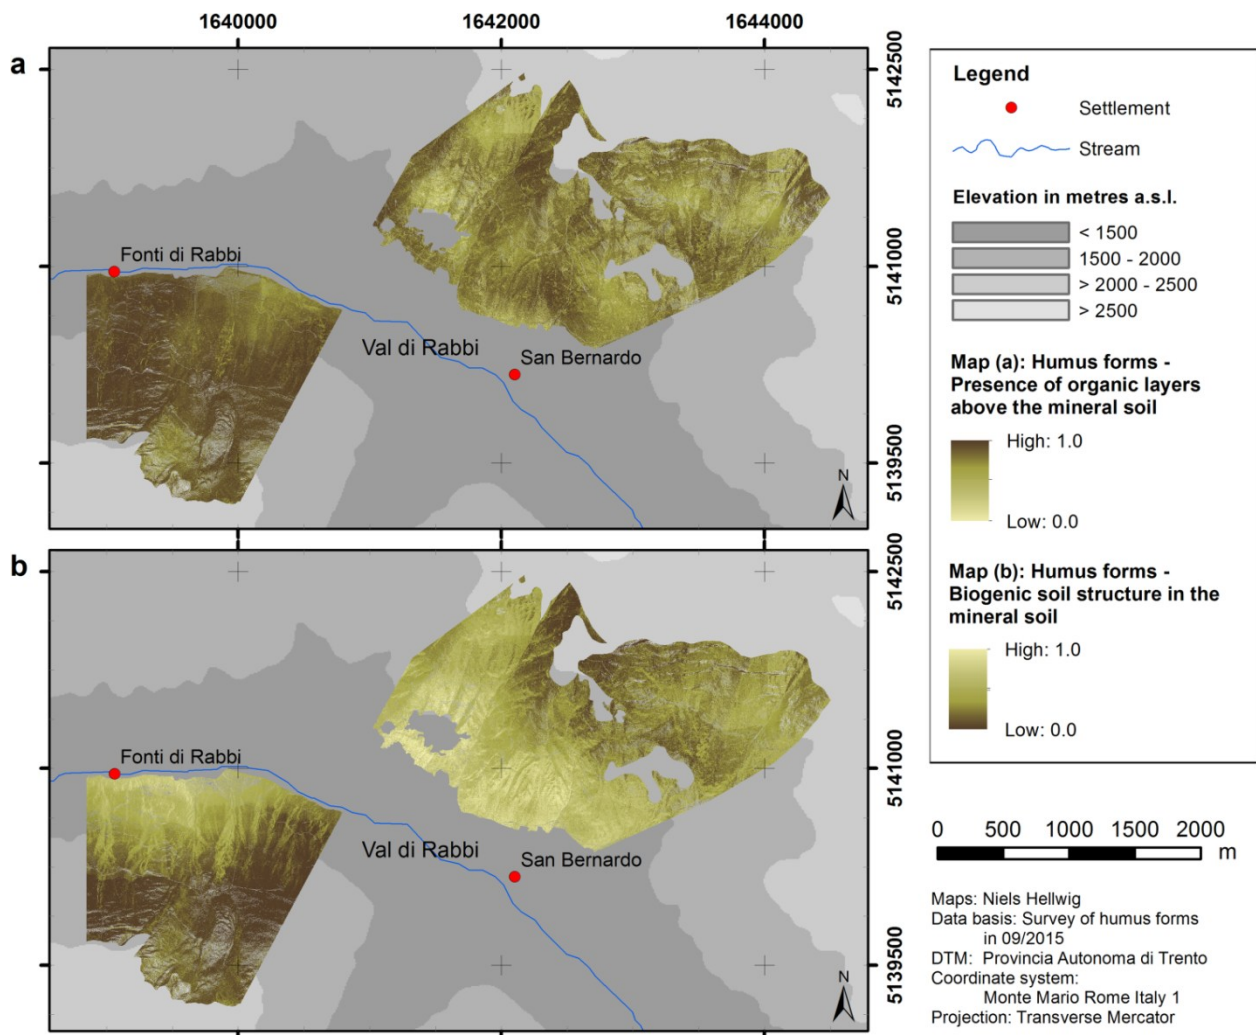 1640000
1642000
1644000
a
5142500
Fonti di Rabbi
5141000
Val di Rabbi
San Bernardo
5139500
N
b
5142500
Fonti di Rabbi
5141000
Val di Rabbi
San Bernardo
5139500
N
Legend
Settlement
Stream
Elevation in metres a.s.l.
< 1500
1500 - 2000
> 2000 - 2500
> 2500
Map (a): Humus forms -
Presence of organic layers
above the mineral soil
High: 1.0
Low: 0.0
Map (b): Humus forms -
Biogenic soil structure in the
mineral soil
High: 1.0
Low: 0.0
0 500 1000 1500 2000
m
Maps: Niels Hellwig
Data basis: Survey of humus forms
in 09/2015
DTM: Provincia Autonoma di Trento
Coordinate system:
Monte Mario Rome Italy 1
Projection: Transverse Mercator